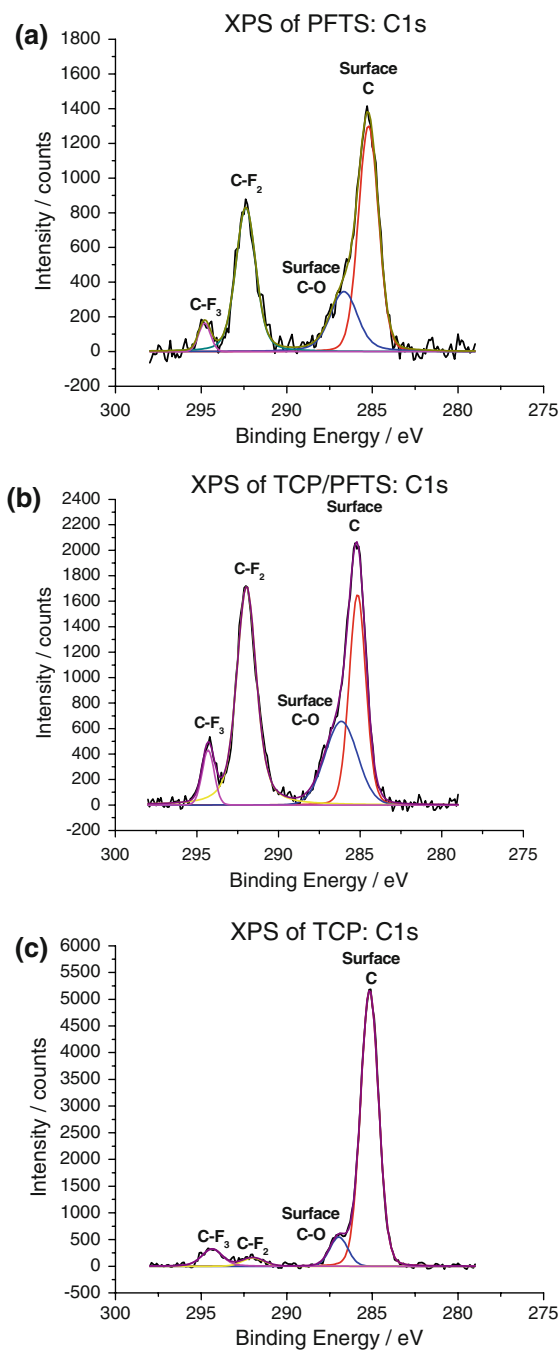 (a)
XPS of PFTS: C1s
1800
1600
1400
1200
1000
800
600
400
200
0
-200
Intensity / counts
C-F3
C-F2
Surface
C-O
Surface
C
300 295 290 285 280 275
Binding Energy / eV
(b)
XPS of TCP/PFTS: C1s
2400
2200
2000
1800
1600
1400
1200
1000
800
600
400
200
0
-200
Intensity / counts
C-F3
C-F2
Surface
C-O
Surface
C
300 295 290 285 280 275
Binding Energy / eV
(c)
XPS of TCP: C1s
6000
5500
5000
4500
4000
3500
3000
2500
2000
1500
1000
500
0
-500
Intensity / counts
C-F3
C-F2
Surface
C-O
Surface
C
300 295 290 285 280 275
Binding Energy / eV